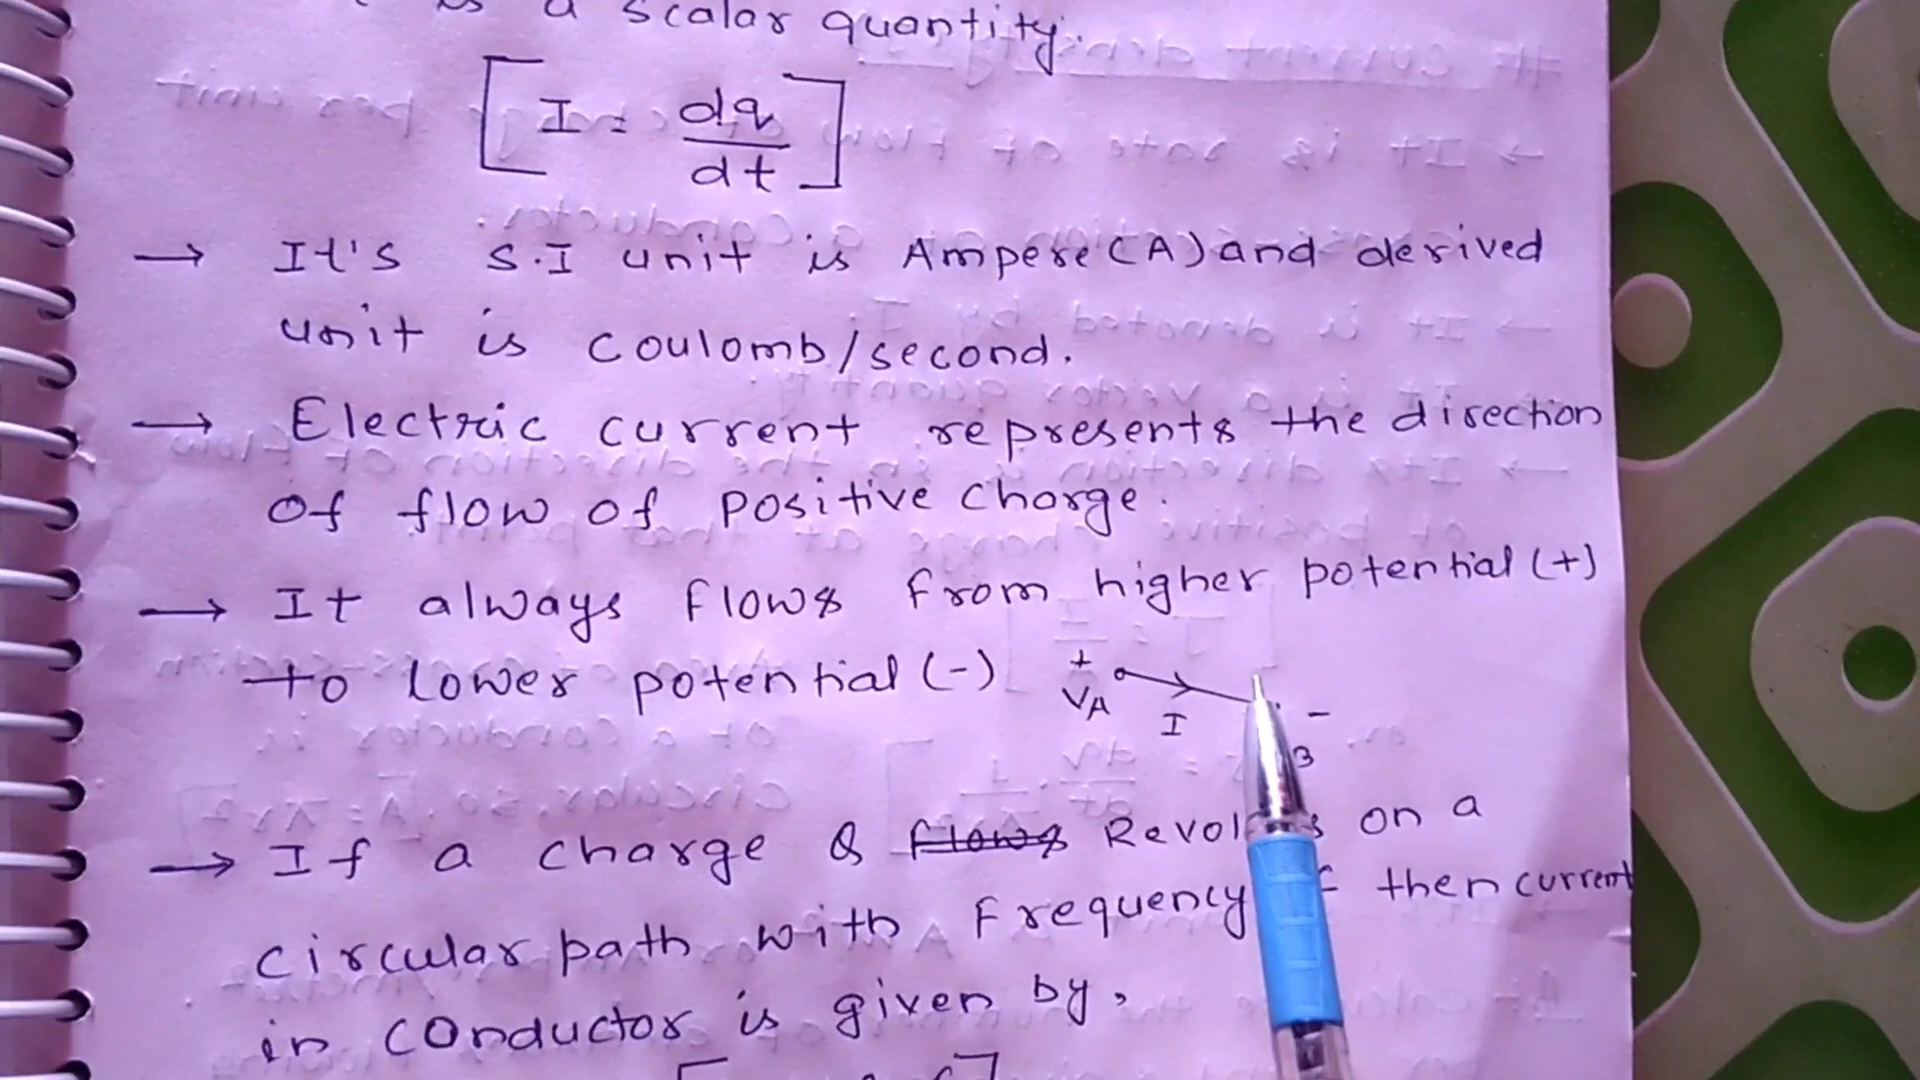 is a scalar quantity.
[I = dq/dt]
→ It's S.I unit is Ampere(A) and derived
unit is coulomb/second.
→ Electric current represents the direction
of flow of positive charge.
→ It always flows from higher potential (+)
to lower potential (-)
+ VA I - B
→ If a charge Q flows Revolves on a
circular path with Frequency then current
in conductor is given by,